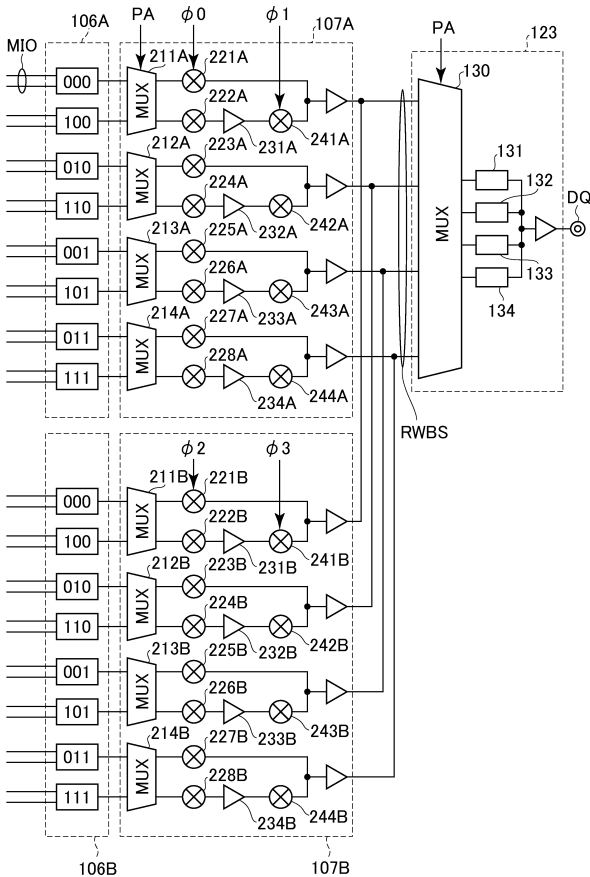 106A PA φ0 φ1 107A PA 123
MIO 211A 221A 130
000 MUX 222A
100 231A 241A 131
010 212A 223A 132
MUX 224A DQ
110 232A 242A MUX
001 213A 225A
MUX 226A 133
101 233A 243A 134
011 214A 227A
MUX 228A
111 234A 244A
RWBS
φ2 φ3
211B 221B
000 MUX 222B
100 231B 241B
010 212B 223B
MUX 224B
110 232B 242B
001 213B 225B
MUX 226B
101 233B 243B
011 214B 227B
MUX 228B
111 234B 244B
106B 107B